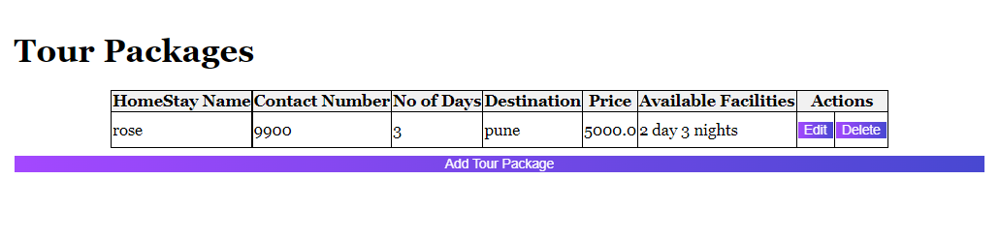 Tour Packages
HomeStay Name Contact Number No of Days Destination Price Available Facilities Actions
rose 9900 3 pune 5000.0 2 day 3 nights Edit Delete
Add Tour Package